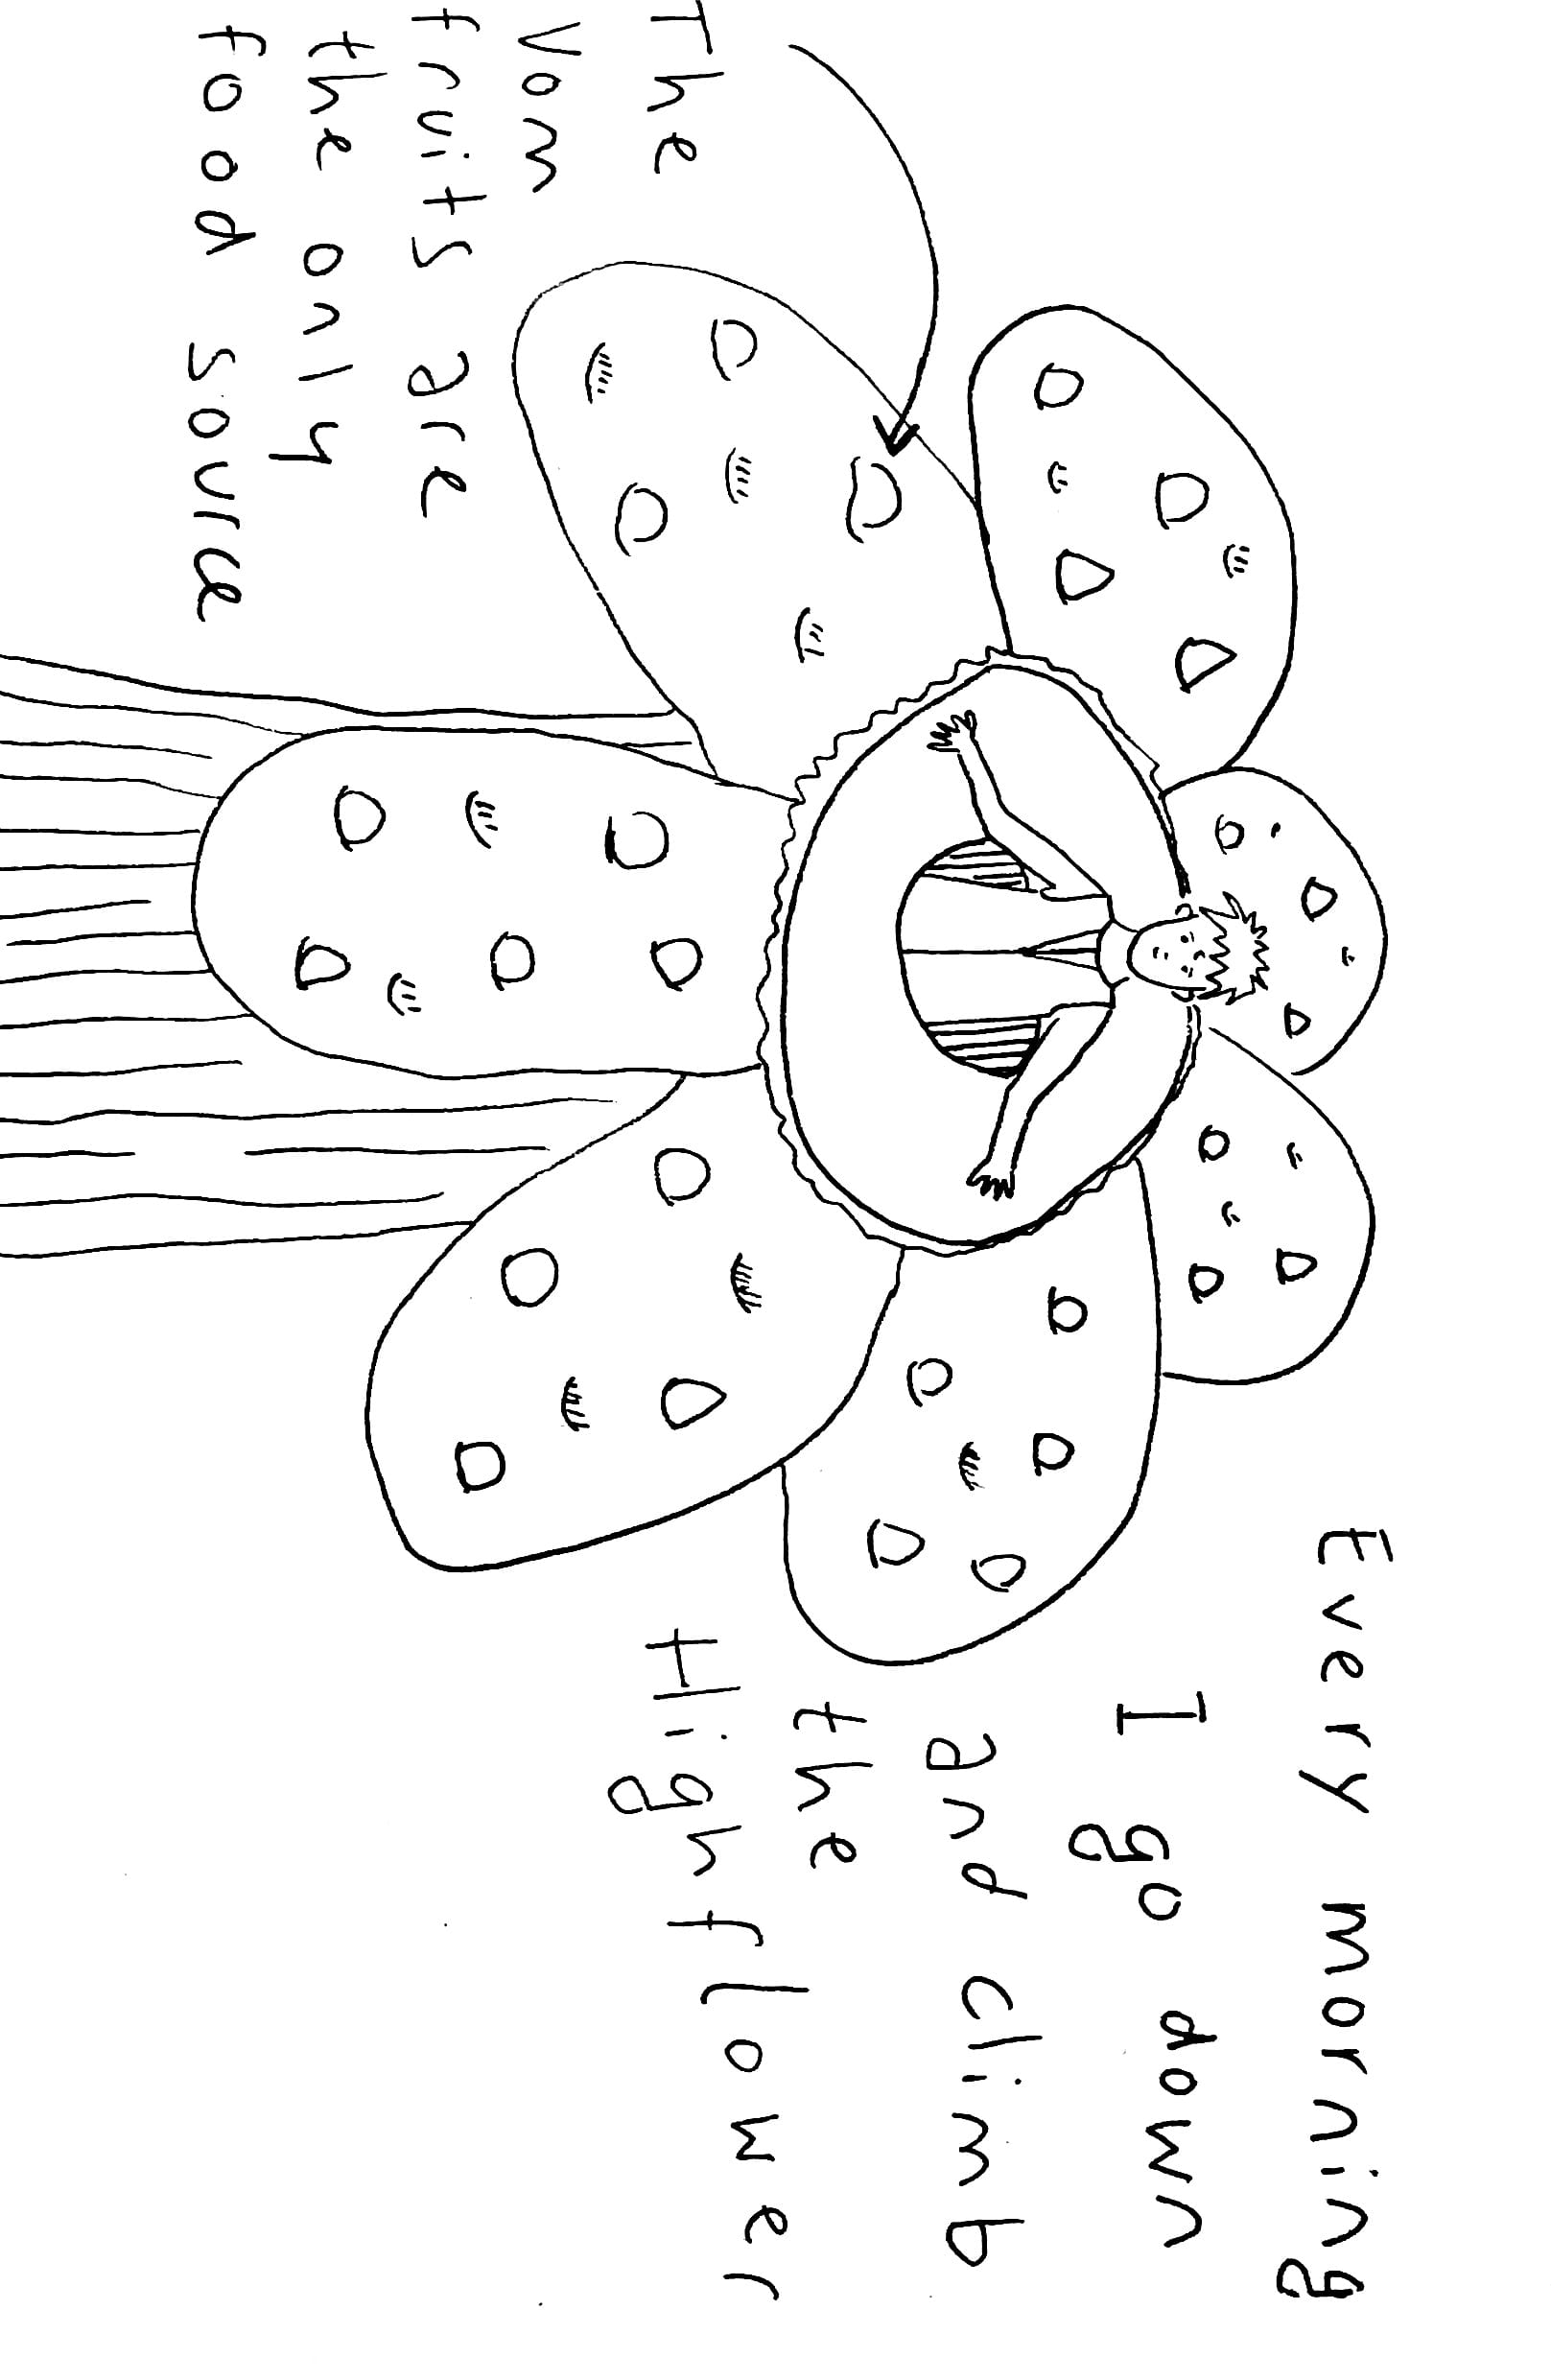 Every morning
I go down
and climb
the
Highflower
The
Vom
fruits are
the only
food source